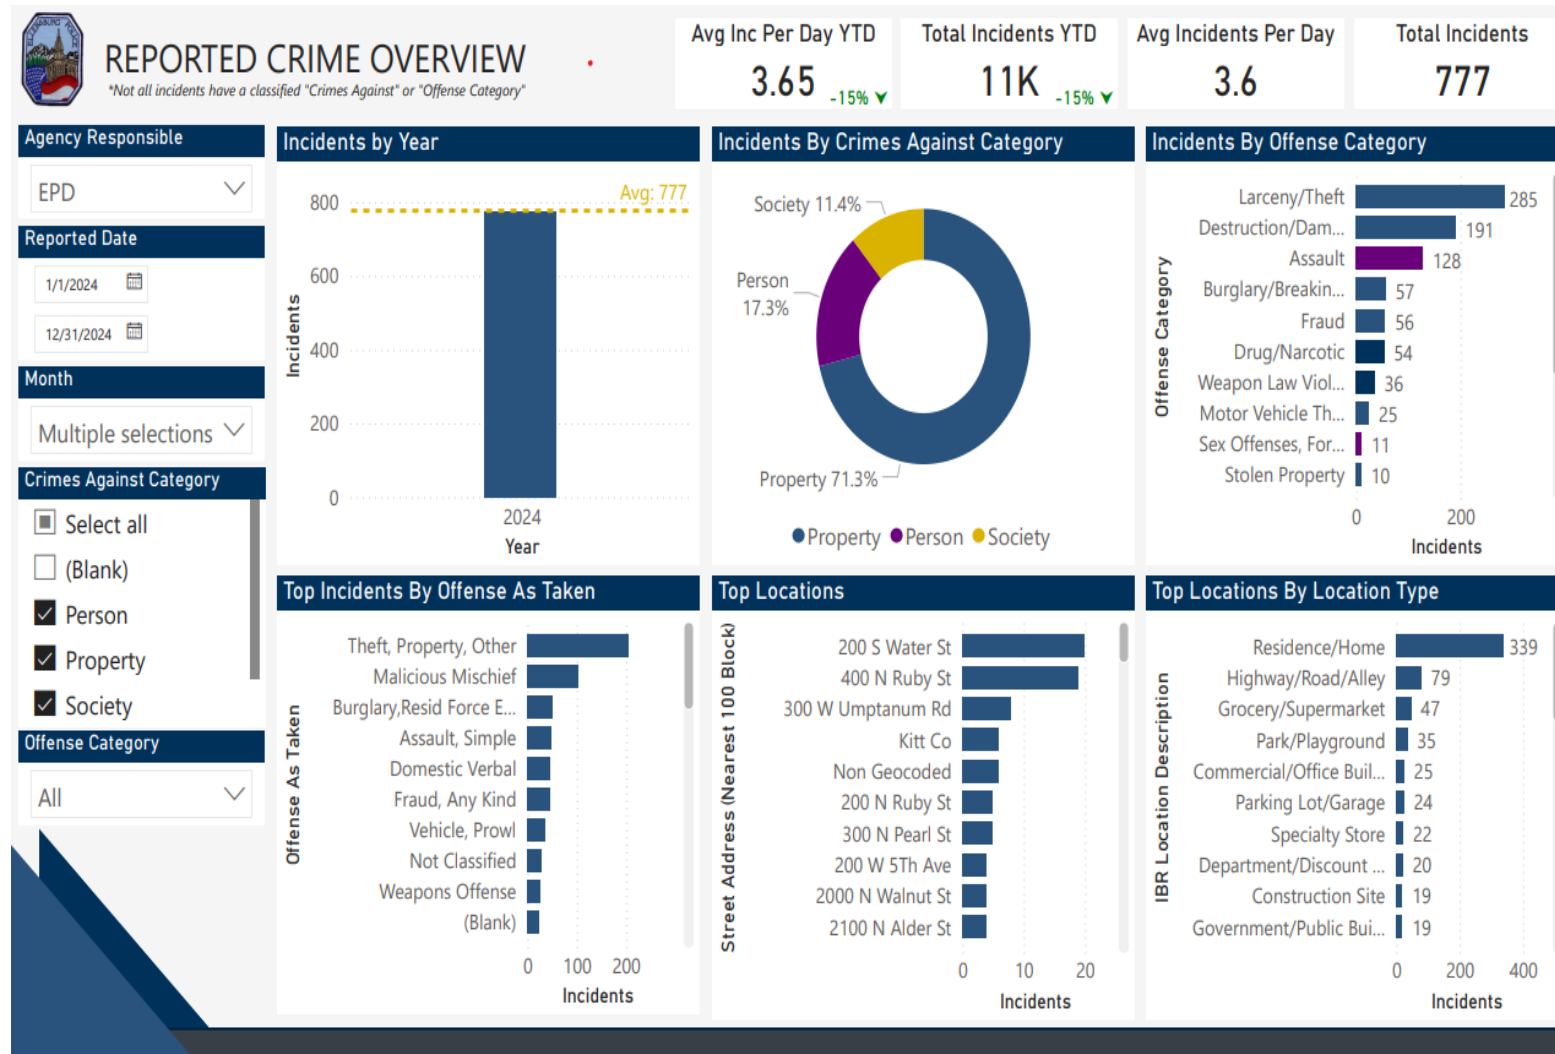 REPORTED CRIME OVERVIEW
*Not all incidents have a classified "Crimes Against" or "Offense Category"
Avg Inc Per Day YTD
3.65 -15%
Total Incidents YTD
11K -15%
Avg Incidents Per Day
3.6
Total Incidents
777
Agency Responsible
EPD
Reported Date
1/1/2024
12/31/2024
Month
Multiple selections
Crimes Against Category
Select all
(Blank)
Person
Property
Society
Offense Category
All
Incidents by Year
Avg: 777
800
600
400
200
0
Incidents
2024
Year
Incidents By Crimes Against Category
Society 11.4%
Person
17.3%
Property 71.3%
Property Person Society
Incidents By Offense Category
Offense Category
Larceny/Theft 285
Destruction/Dam... 191
Assault 128
Burglary/Breakin... 57
Fraud 56
Drug/Narcotic 54
Weapon Law Viol... 36
Motor Vehicle Th... 25
Sex Offenses, For... 11
Stolen Property 10
0 200
Incidents
Top Incidents By Offense As Taken
Offense As Taken
Theft, Property, Other
Malicious Mischief
Burglary,Resid Force E...
Assault, Simple
Domestic Verbal
Fraud, Any Kind
Vehicle, Prowl
Not Classified
Weapons Offense
(Blank)
0 100 200
Incidents
Top Locations
Street Address (Nearest 100 Block)
200 S Water St
400 N Ruby St
300 W Umptanum Rd
Kitt Co
Non Geocoded
200 N Ruby St
300 N Pearl St
200 W 5Th Ave
2000 N Walnut St
2100 N Alder St
0 10 20
Incidents
Top Locations By Location Type
IBR Location Description
Residence/Home 339
Highway/Road/Alley 79
Grocery/Supermarket 47
Park/Playground 35
Commercial/Office Buil... 25
Parking Lot/Garage 24
Specialty Store 22
Department/Discount ... 20
Construction Site 19
Government/Public Bui... 19
0 200 400
Incidents